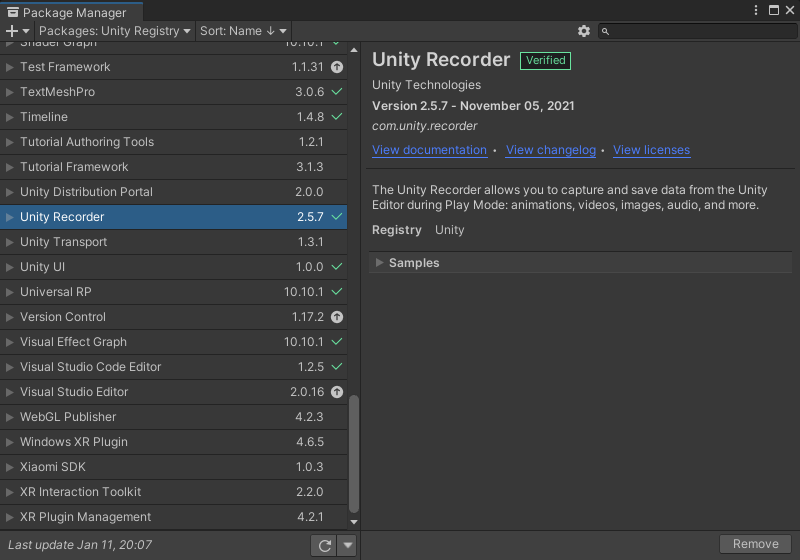 Package Manager
Packages: Unity Registry
Sort: Name ↓
Shader Graph 10.10.1
Test Framework 1.1.31
TextMeshPro 3.0.6
Timeline 1.4.8
Tutorial Authoring Tools 1.2.1
Tutorial Framework 3.1.3
Unity Distribution Portal 2.0.0
Unity Recorder 2.5.7
Unity Transport 1.3.1
Unity UI 1.0.0
Universal RP 10.10.1
Version Control 1.17.2
Visual Effect Graph 10.10.1
Visual Studio Code Editor 1.2.5
Visual Studio Editor 2.0.16
WebGL Publisher 4.2.3
Windows XR Plugin 4.6.5
Xiaomi SDK 1.0.3
XR Interaction Toolkit 2.2.0
XR Plugin Management 4.2.1
Last update Jan 11, 20:07
Unity Recorder Verified
Unity Technologies
Version 2.5.7 - November 05, 2021
com.unity.recorder
View documentation • View changelog • View licenses
The Unity Recorder allows you to capture and save data from the Unity
Editor during Play Mode: animations, videos, images, audio, and more.
Registry Unity
Samples
Remove